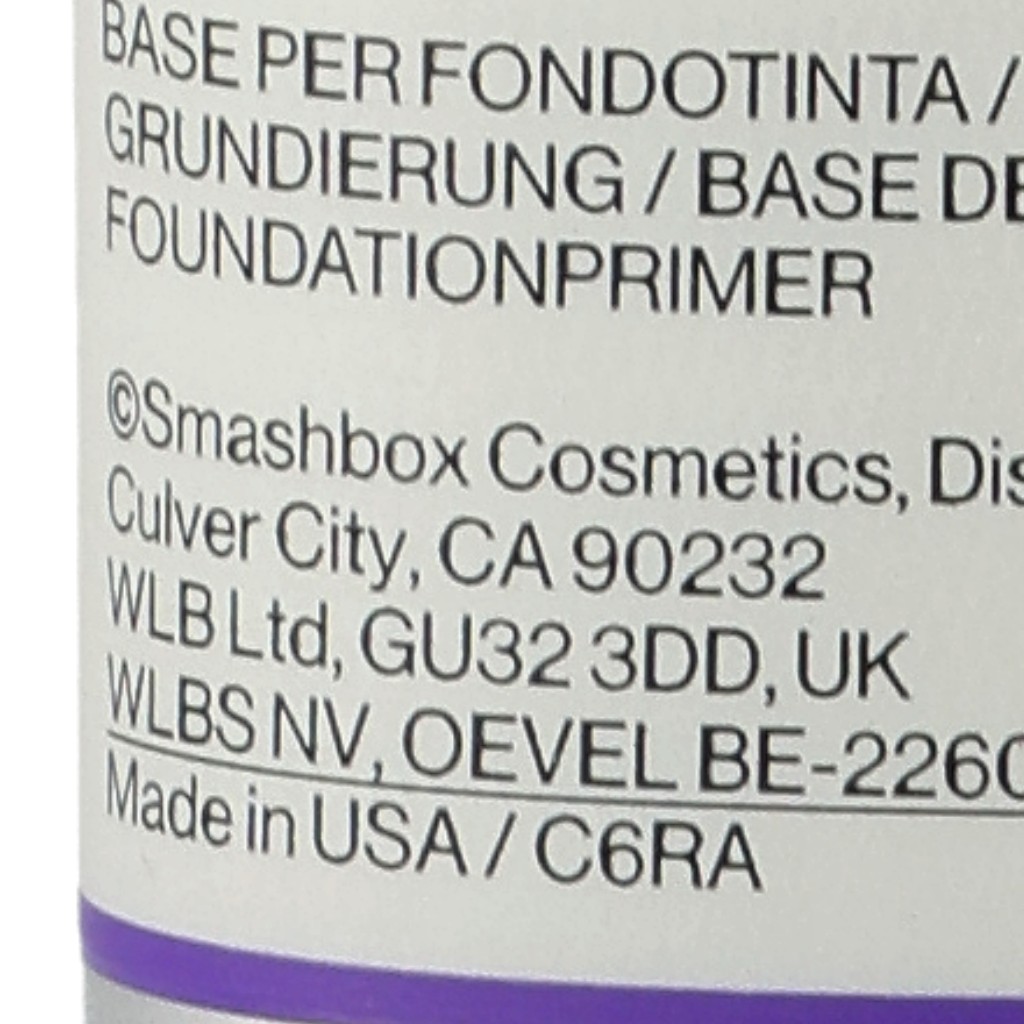 BASE PER FONDOTINTA /
GRUNDIERUNG / BASE DE
FOUNDATIONPRIMER
©Smashbox Cosmetics, Dis
Culver City, CA 90232
WLB Ltd, GU32 3DD, UK
WLBS NV, OEVEL BE-2260
Made in USA / C6RA